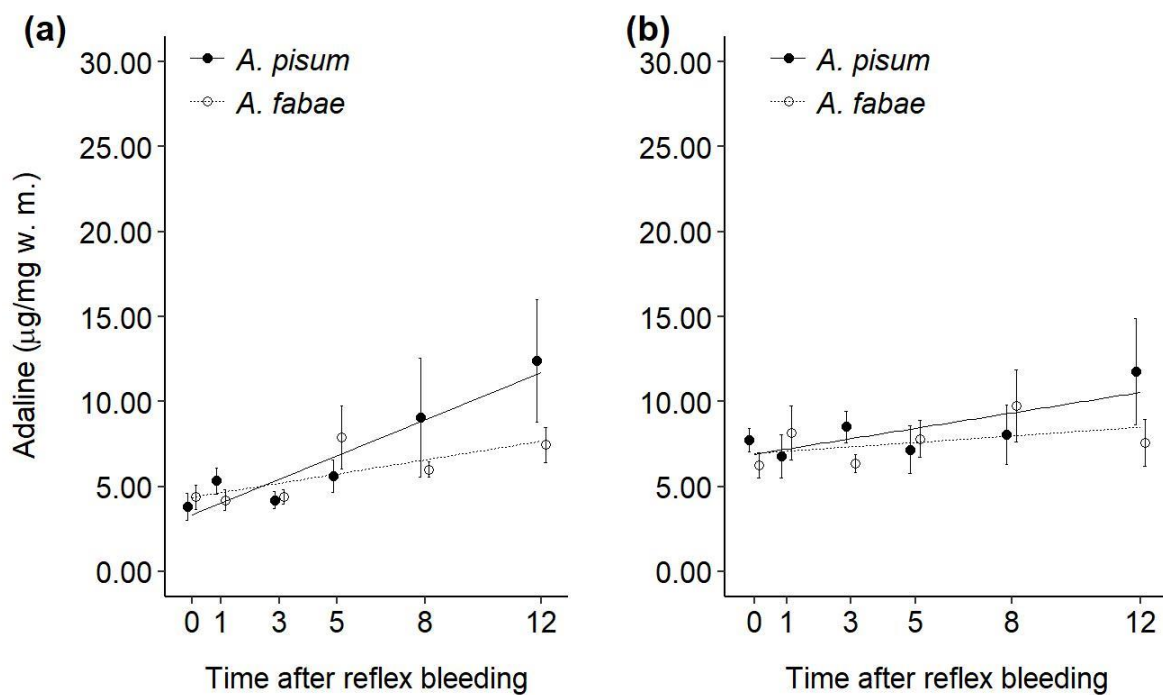 (a)
A. pisum
A. fabae
30.00
25.00
20.00
15.00
10.00
5.00
0.00
Adaline (μg/mg w. m.)
0 1 3 5 8 12
Time after reflex bleeding
(b)
A. pisum
A. fabae
30.00
25.00
20.00
15.00
10.00
5.00
0.00
0 1 3 5 8 12
Time after reflex bleeding